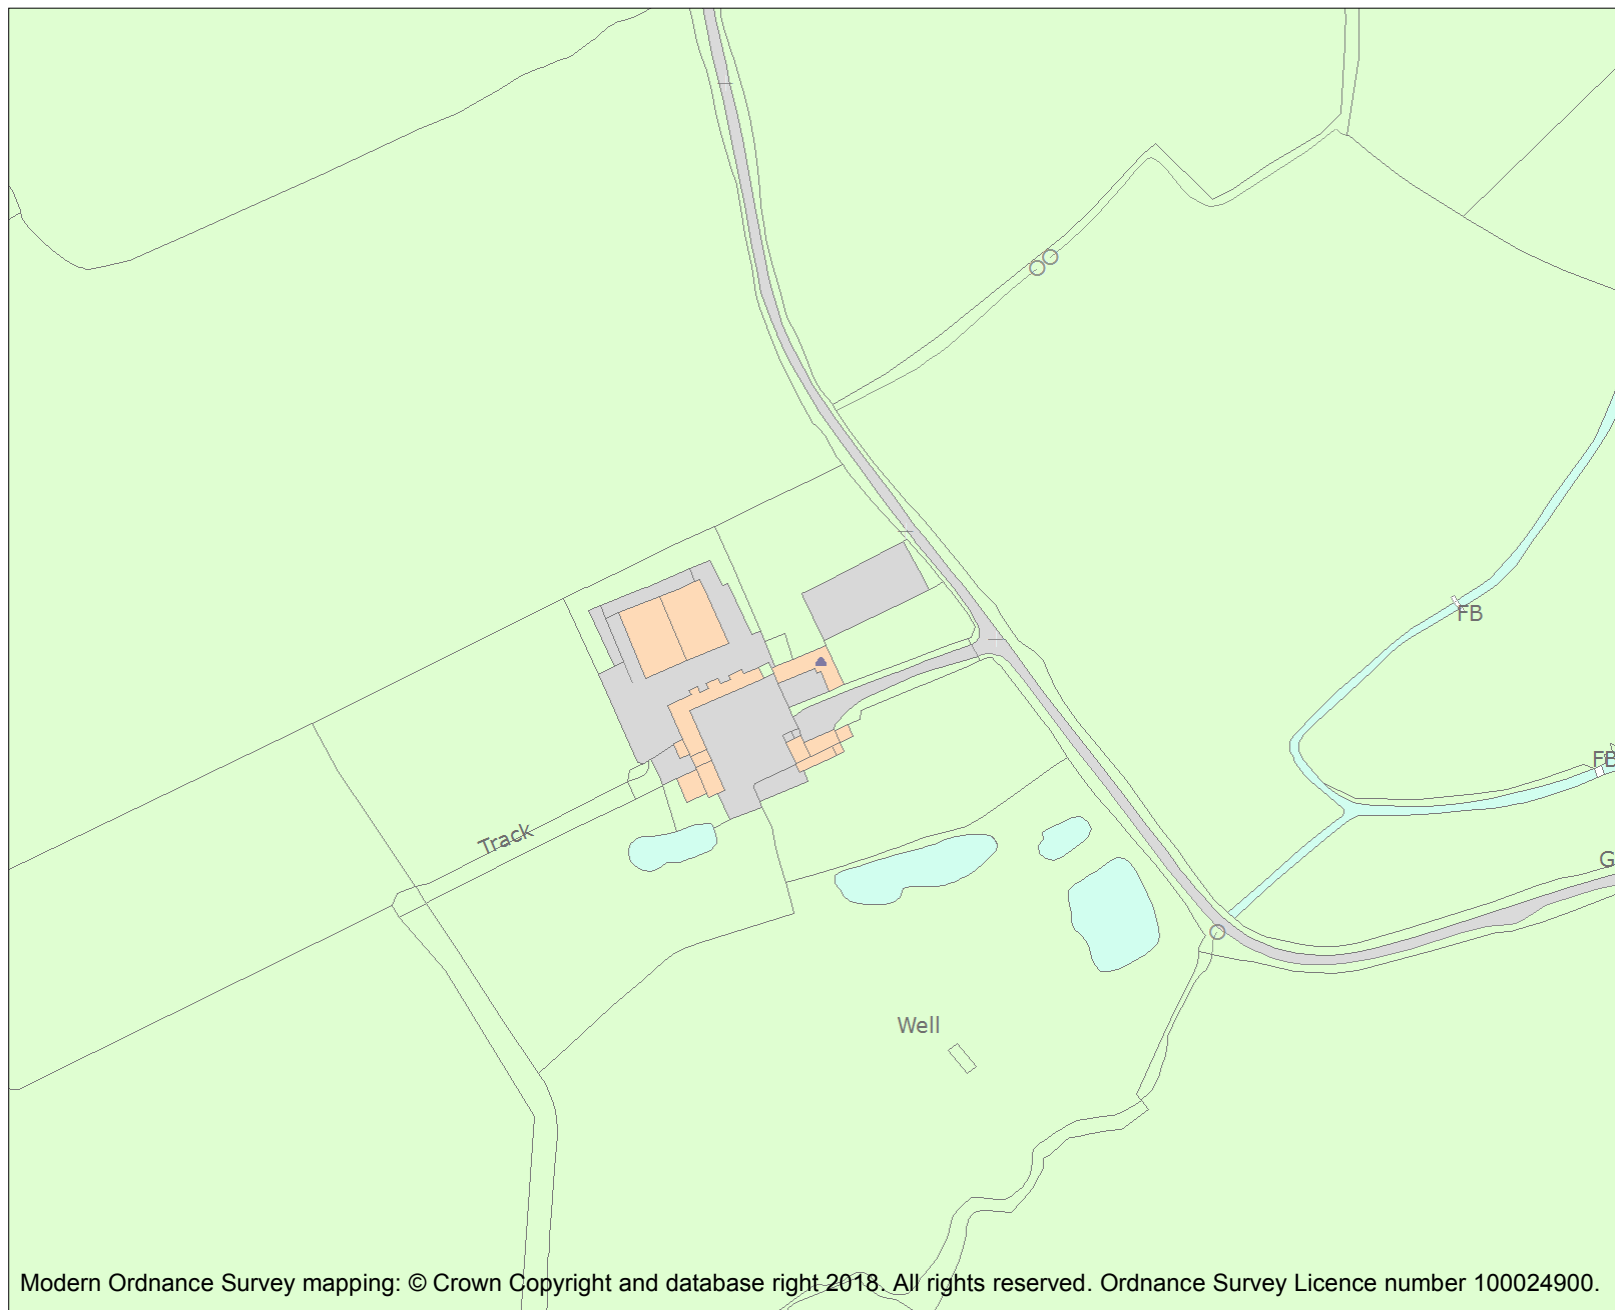 FB
FB
Track
G
Well
Modern Ordnance Survey mapping: © Crown Copyright and database right 2018. All rights reserved. Ordnance Survey Licence number 100024900.